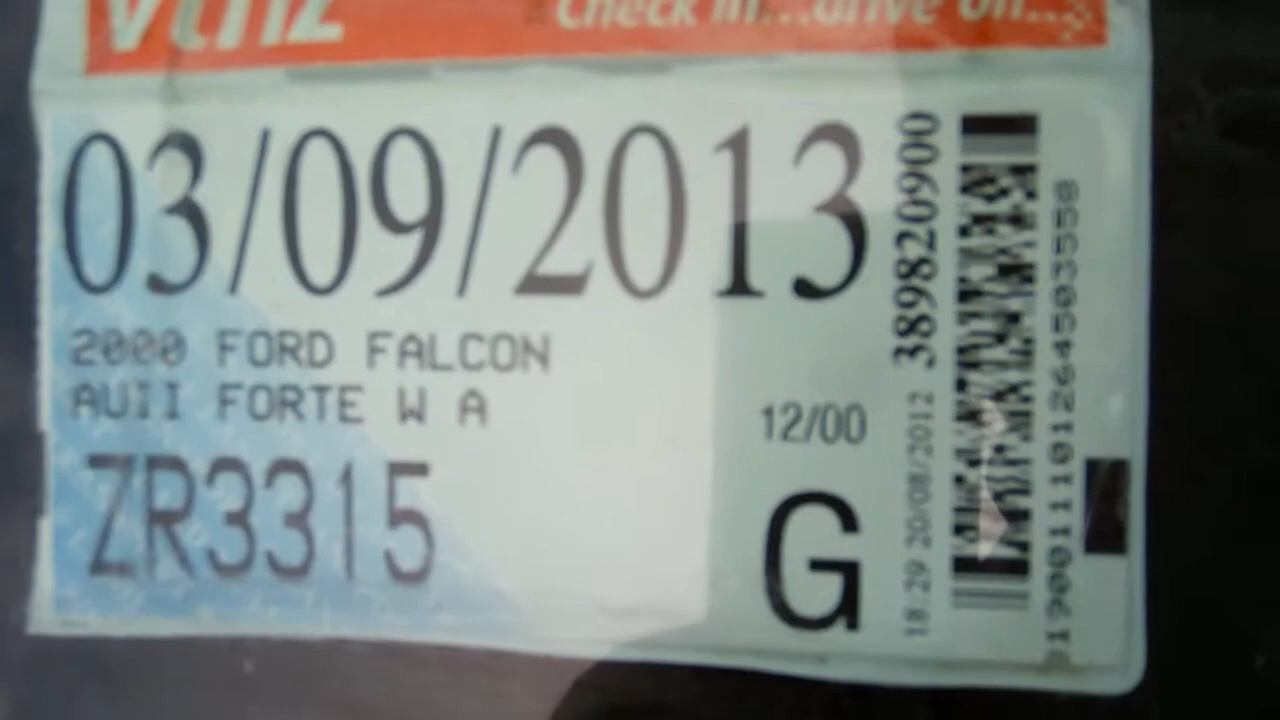 VTNZ
Check in...drive on...
03/09/2013
2000 FORD FALCON
AUII FORTE W A
12/00
ZR3315
G
18:29 20/08/2012 389820900